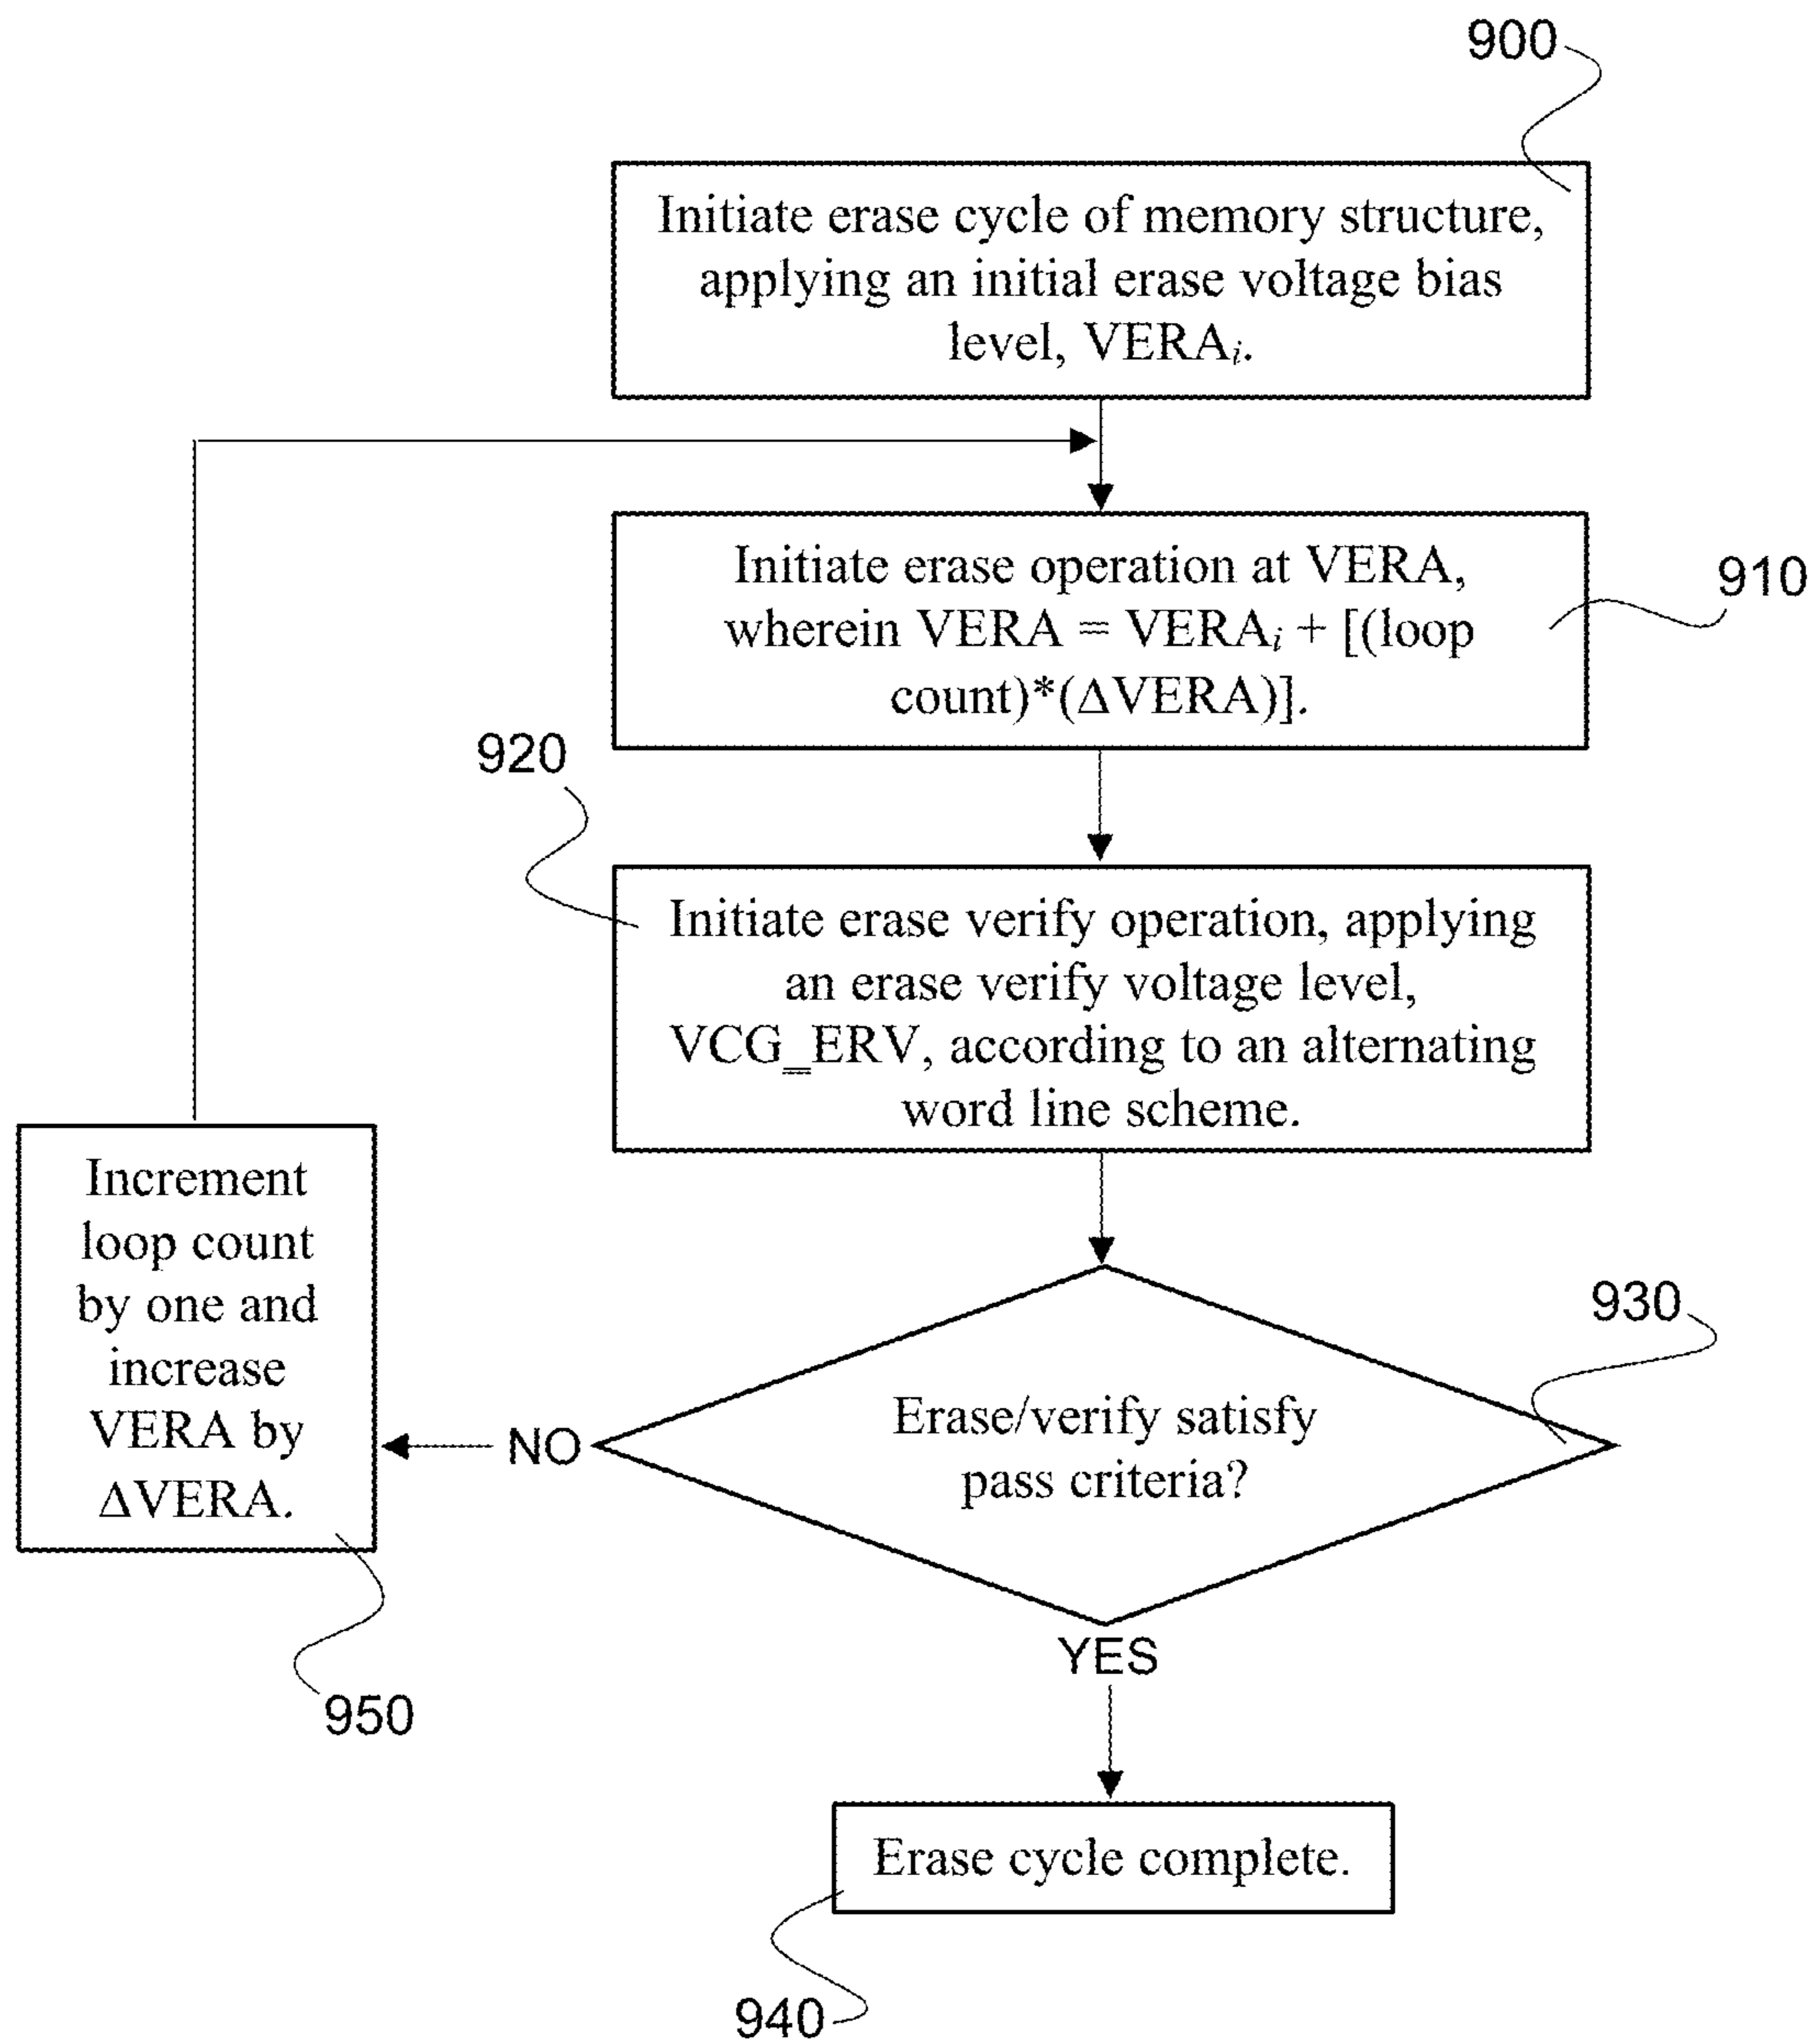 900
Initiate erase cycle of memory structure,
applying an initial erase voltage bias
level, VERAi.
Initiate erase operation at VERA,
wherein VERA = VERAi + [(loop
count)*(ΔVERA)].
910
920
Initiate erase verify operation, applying
an erase verify voltage level,
VCG_ERV, according to an alternating
word line scheme.
Increment
loop count
by one and
increase
VERA by
ΔVERA.
950
930
Erase/verify satisfy
pass criteria?
NO
YES
Erase cycle complete.
940